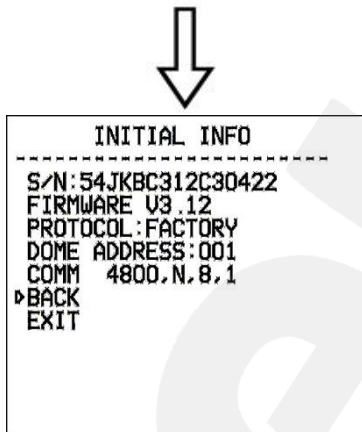 INITIAL INFO
S/N:54JKBC312C30422
FIRMWARE V3.12
PROTOCOL:FACTORY
DOME ADDRESS:001
COMM 4800,N,8,1
BACK
EXIT